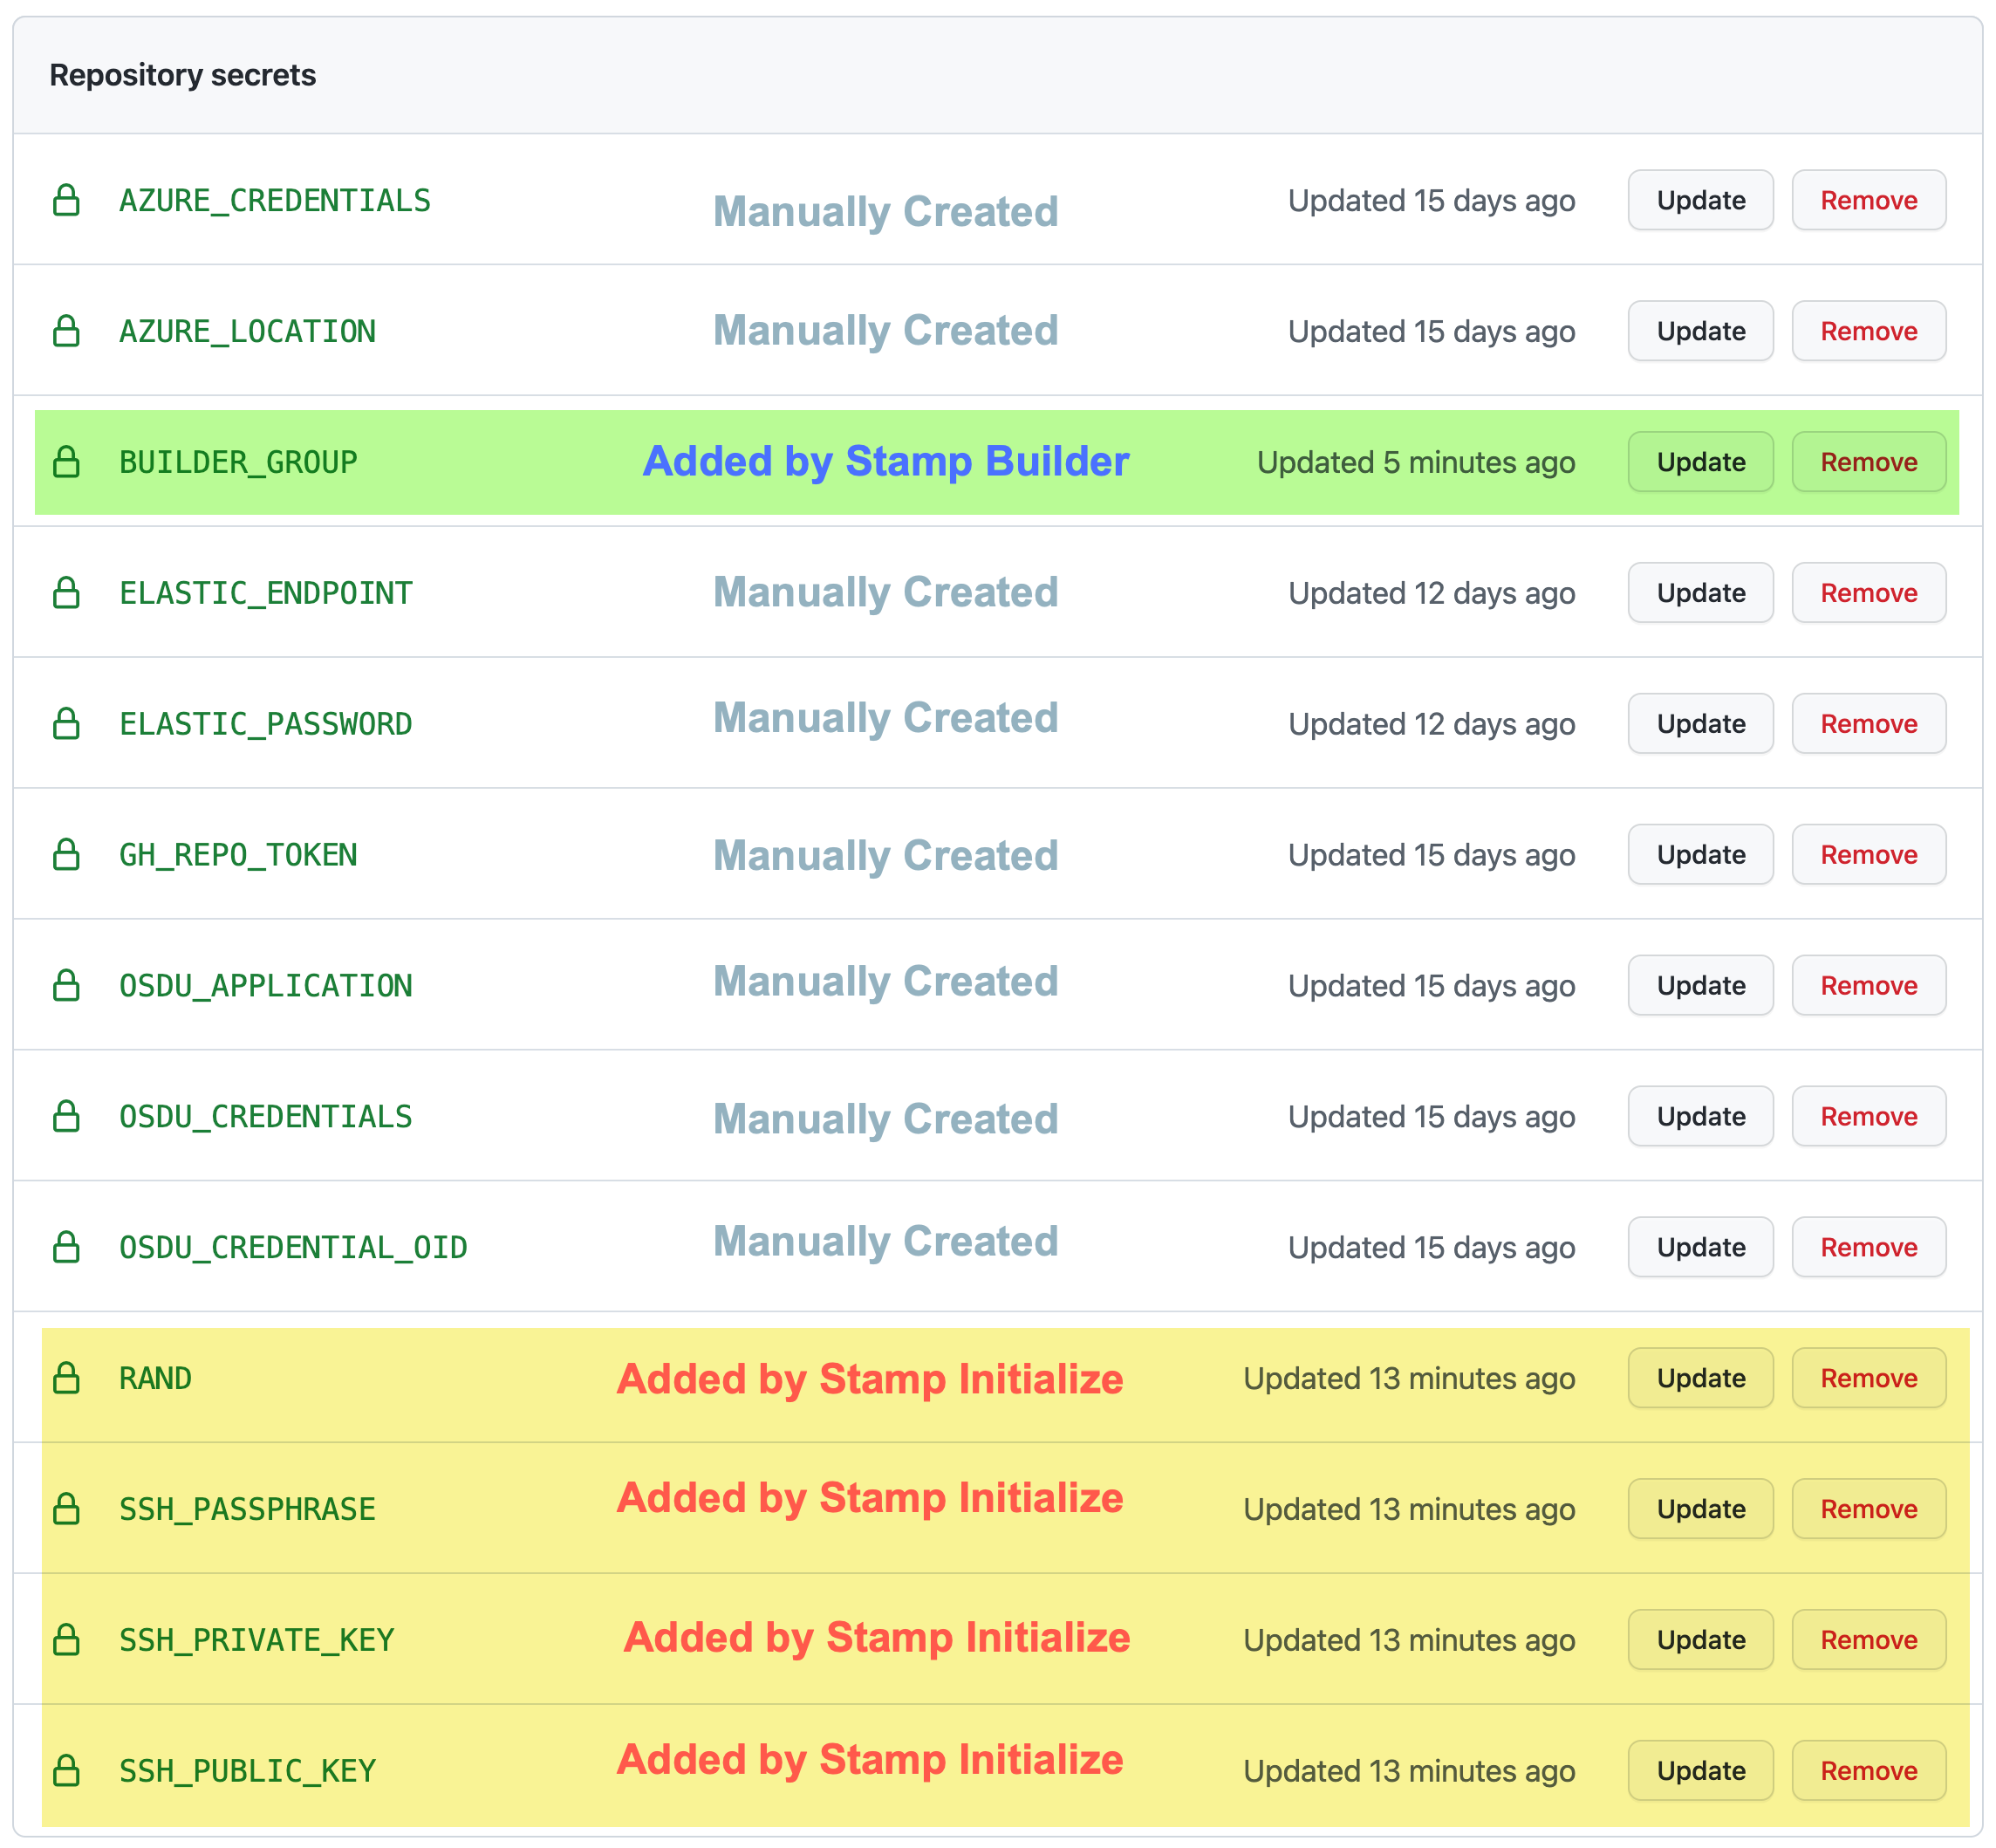 Repository secrets
AZURE_CREDENTIALS Manually Created Updated 15 days ago Update Remove
AZURE_LOCATION Manually Created Updated 15 days ago Update Remove
BUILDER_GROUP Added by Stamp Builder Updated 5 minutes ago Update Remove
ELASTIC_ENDPOINT Manually Created Updated 12 days ago Update Remove
ELASTIC_PASSWORD Manually Created Updated 12 days ago Update Remove
GH_REPO_TOKEN Manually Created Updated 15 days ago Update Remove
OSDU_APPLICATION Manually Created Updated 15 days ago Update Remove
OSDU_CREDENTIALS Manually Created Updated 15 days ago Update Remove
OSDU_CREDENTIAL_OID Manually Created Updated 15 days ago Update Remove
RAND Added by Stamp Initialize Updated 13 minutes ago Update Remove
SSH_PASSPHRASE Added by Stamp Initialize Updated 13 minutes ago Update Remove
SSH_PRIVATE_KEY Added by Stamp Initialize Updated 13 minutes ago Update Remove
SSH_PUBLIC_KEY Added by Stamp Initialize Updated 13 minutes ago Update Remove